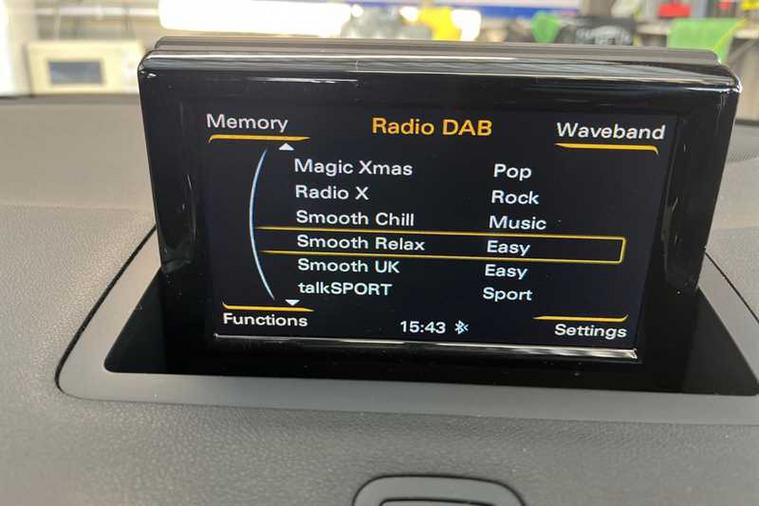 Memory Radio DAB Waveband
Magic Xmas Pop
Radio X Rock
Smooth Chill Music
Smooth Relax Easy
Smooth UK Easy
talkSPORT Sport
Functions 15:43 Settings